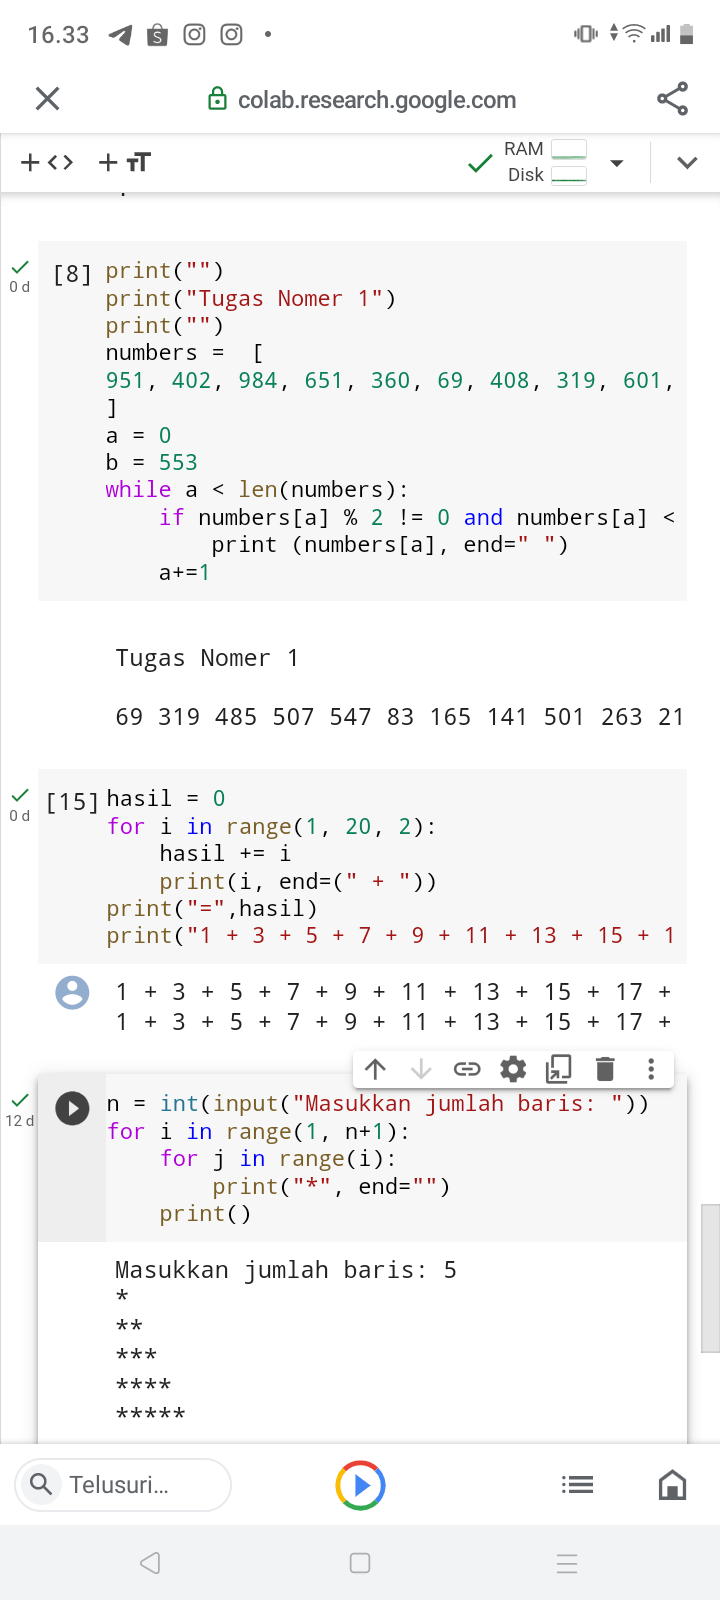 16.33
colab.research.google.com
+ <> + TT
RAM
Disk
0 d
[8] print("")
print("Tugas Nomer 1")
print("")
numbers =  [
951, 402, 984, 651, 360, 69, 408, 319, 601,
]
a = 0
b = 553
while a < len(numbers):
    if numbers[a] % 2 != 0 and numbers[a] <
        print (numbers[a], end=" ")
    a+=1
Tugas Nomer 1
69 319 485 507 547 83 165 141 501 263 21
0 d
[15] hasil = 0
for i in range(1, 20, 2):
    hasil += i
    print(i, end=(" + "))
print("=",hasil)
print("1 + 3 + 5 + 7 + 9 + 11 + 13 + 15 + 1
1 + 3 + 5 + 7 + 9 + 11 + 13 + 15 + 17 +
1 + 3 + 5 + 7 + 9 + 11 + 13 + 15 + 17 +
12 d
n = int(input("Masukkan jumlah baris: "))
for i in range(1, n+1):
    for j in range(i):
        print("*", end="")
    print()
Masukkan jumlah baris: 5
*
**
***
****
*****
Telusuri...